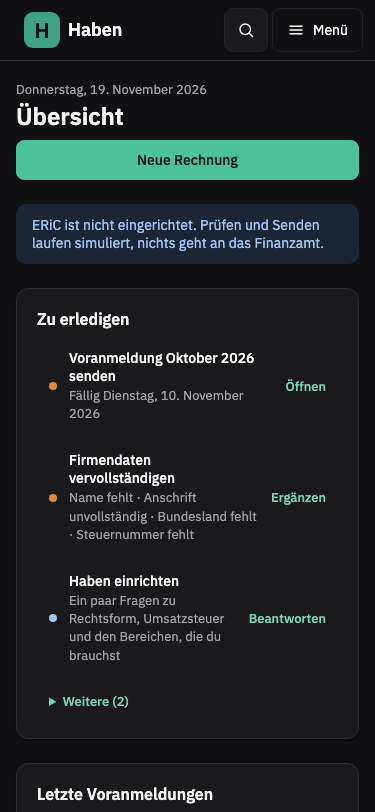 H Haben
Menü
Donnerstag, 19. November 2026
Übersicht
Neue Rechnung
ERiC ist nicht eingerichtet. Prüfen und Senden
laufen simuliert, nichts geht an das Finanzamt.
Zu erledigen
Voranmeldung Oktober 2026
senden
Fällig Dienstag, 10. November
2026
Öffnen
Firmendaten
vervollständigen
Name fehlt · Anschrift
unvollständig · Bundesland fehlt
· Steuernummer fehlt
Ergänzen
Haben einrichten
Ein paar Fragen zu
Rechtsform, Umsatzsteuer
und den Bereichen, die du
brauchst
Beantworten
Weitere (2)
Letzte Voranmeldungen